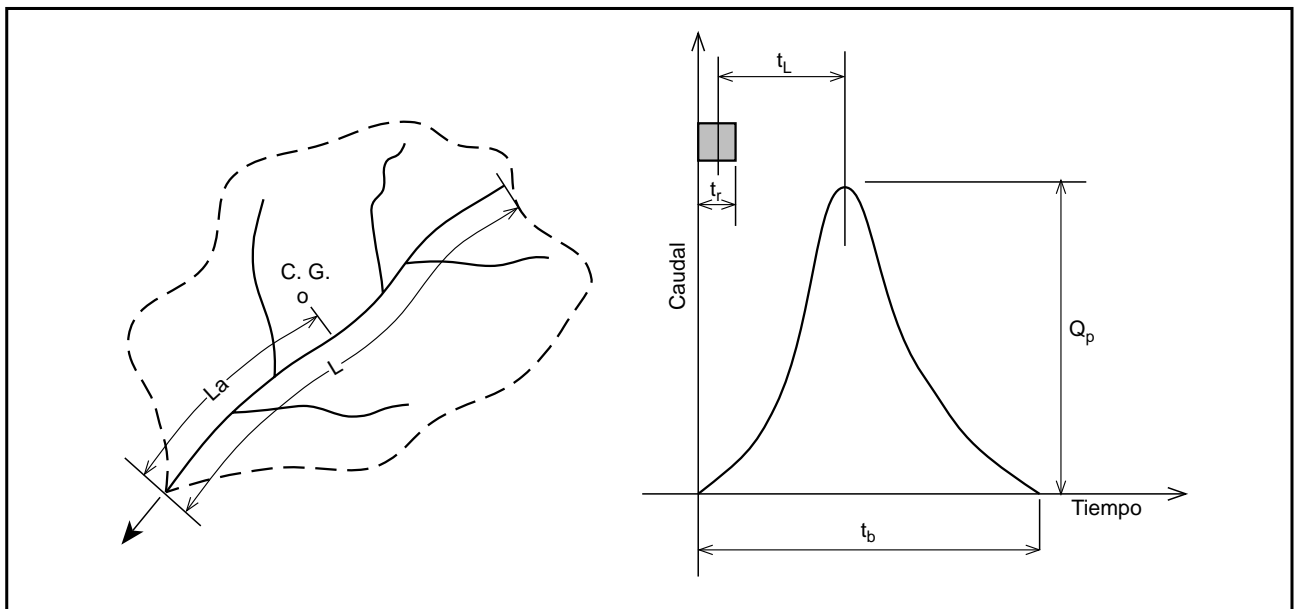 C. G.
o
La
L
t_L
t_r
Caudal
Q_p
Tiempo
t_b